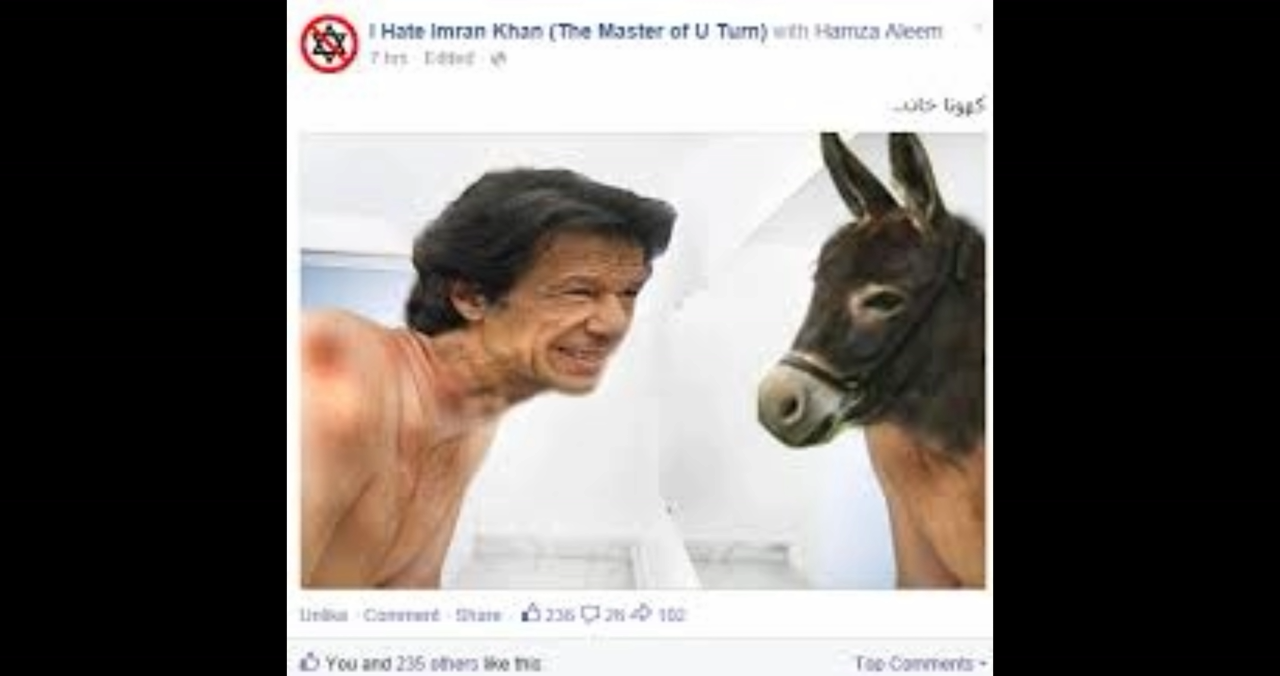 I Hate Imran Khan (The Master of U Turn) with Hamza Aleem
7 hrs · Edited ·
Unlike · Comment · Share · 236 26 102
You and 235 others like this
Top Comments